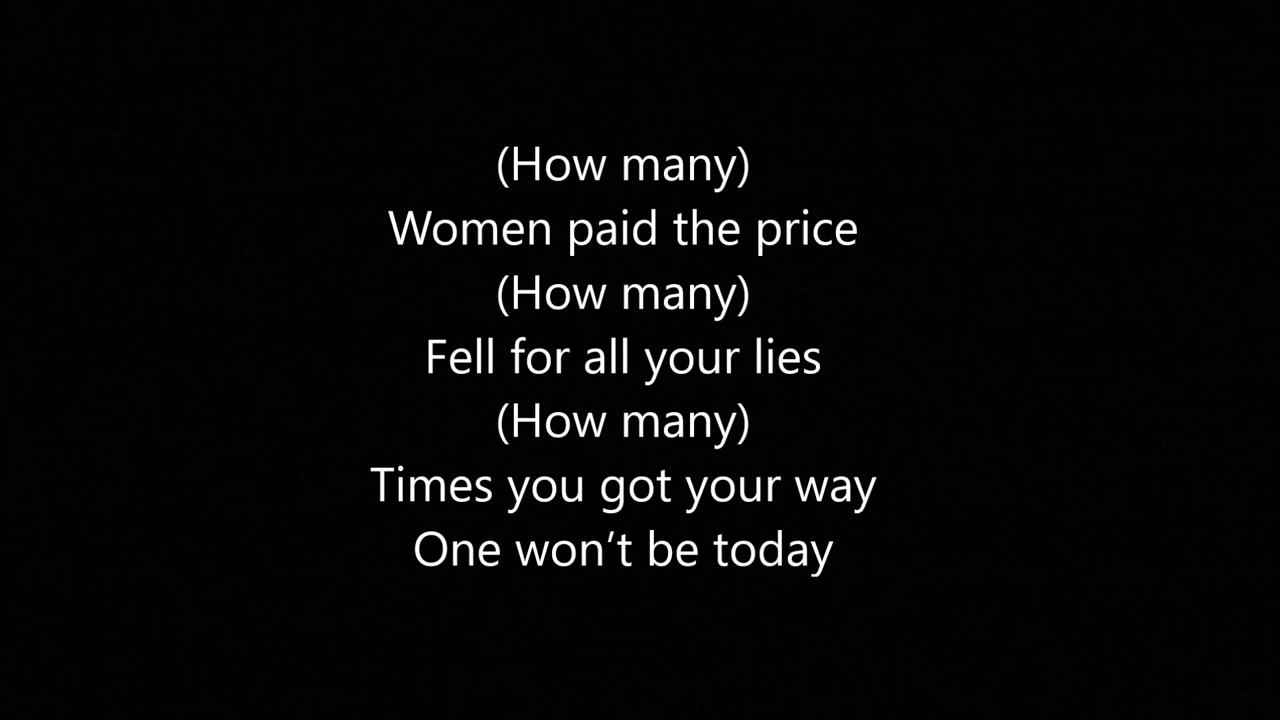 (How many)
Women paid the price
(How many)
Fell for all your lies
(How many)
Times you got your way
One won’t be today